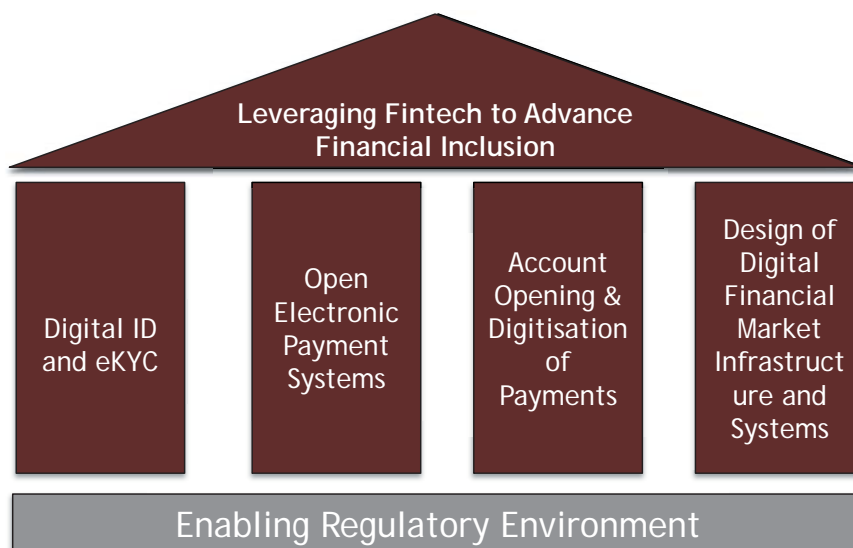 Leveraging Fintech to Advance
Financial Inclusion
Digital ID
and eKYC
Open
Electronic
Payment
Systems
Account
Opening &
Digitisation
of
Payments
Design of
Digital
Financial
Market
Infrastruct
ure and
Systems
Enabling Regulatory Environment